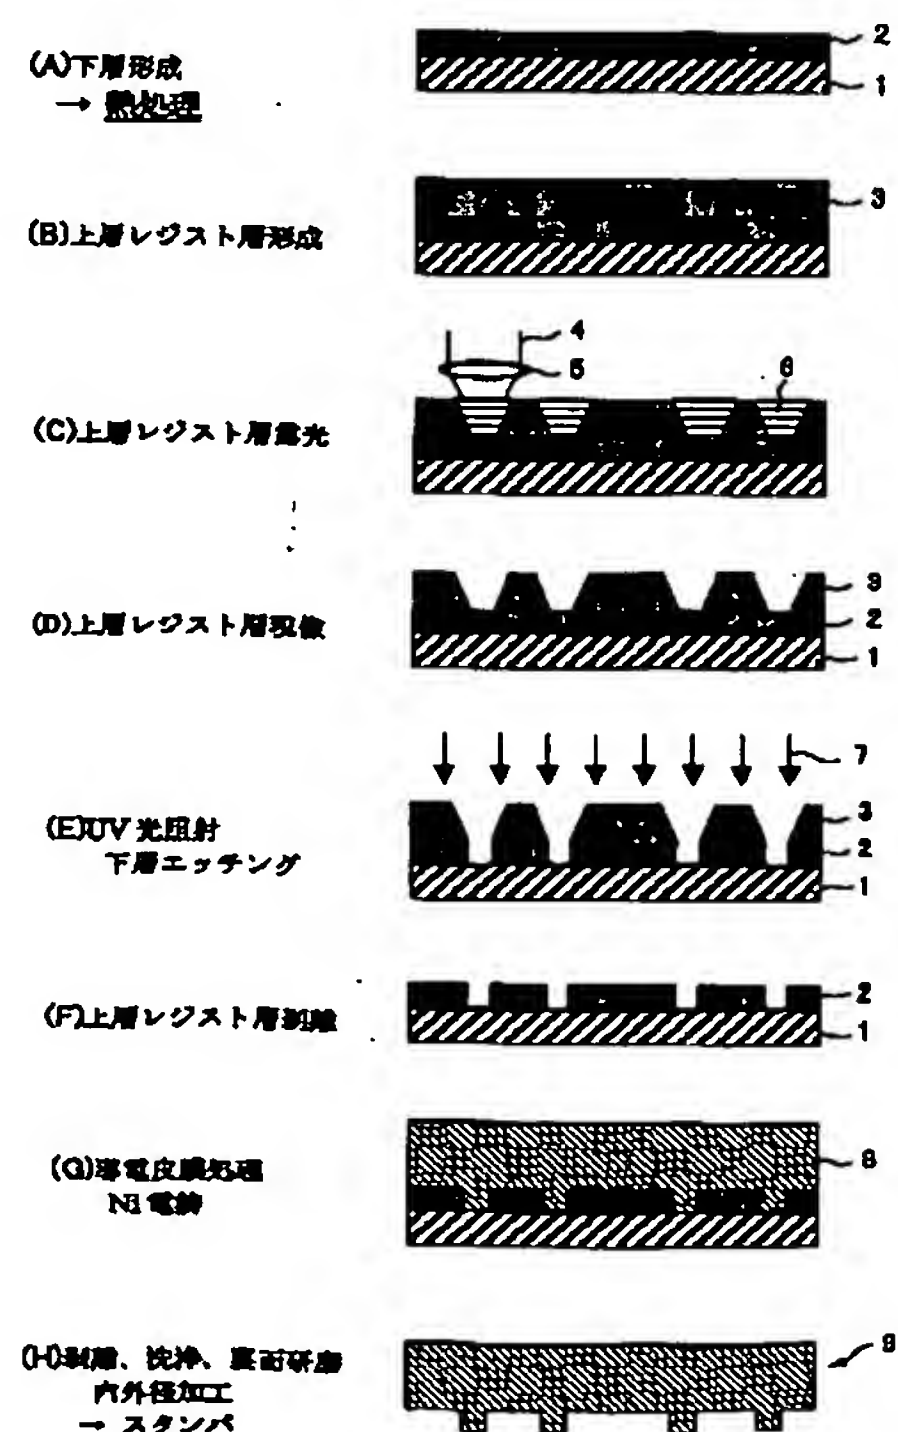 (A)下層形成
→ 熱処理
2
1
(B)上層レジスト層形成
3
(C)上層レジスト層露光
4
5
6
(D)上層レジスト層現像
3
2
1
(E)UV光照射
下層エッチング
7
3
2
1
(F)上層レジスト層剥離
2
1
(G)導電皮膜処理
Ni電鋳
8
(H)剥離、洗浄、裏面研磨
内外径加工
→ スタンパ
9